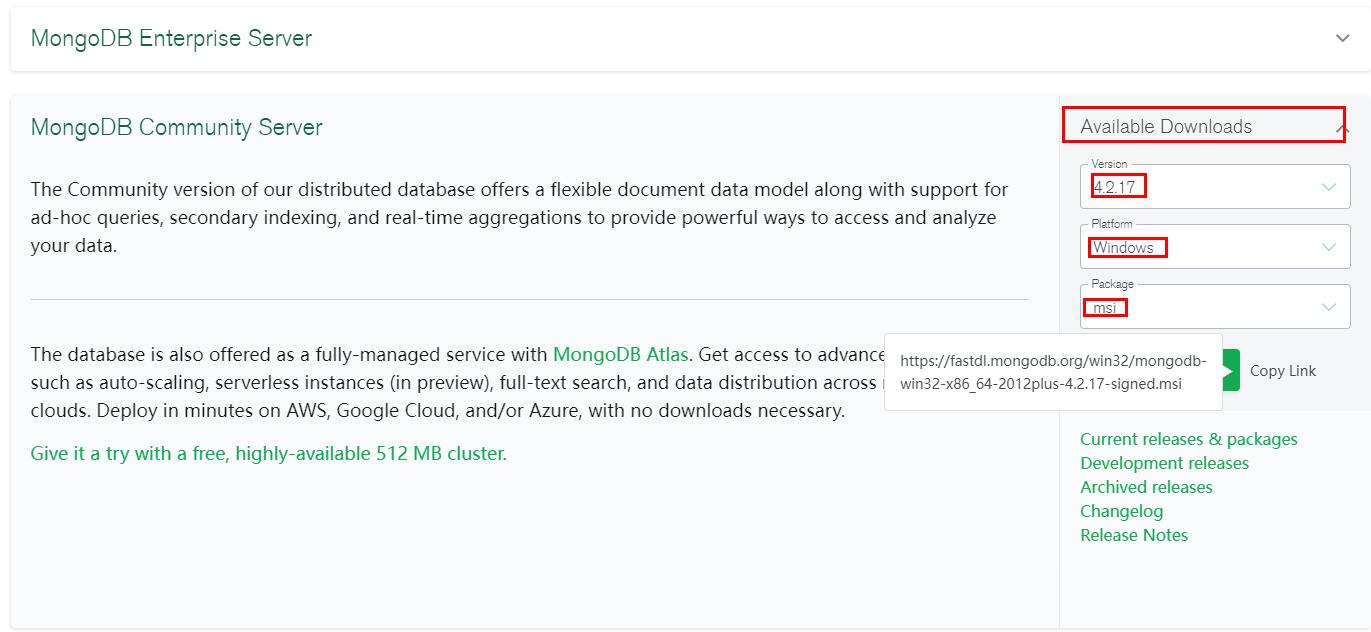 MongoDB Enterprise Server
MongoDB Community Server
The Community version of our distributed database offers a flexible document data model along with support for
ad-hoc queries, secondary indexing, and real-time aggregations to provide powerful ways to access and analyze
your data.
The database is also offered as a fully-managed service with MongoDB Atlas. Get access to advance
such as auto-scaling, serverless instances (in preview), full-text search, and data distribution across
clouds. Deploy in minutes on AWS, Google Cloud, and/or Azure, with no downloads necessary.
Give it a try with a free, highly-available 512 MB cluster.
Available Downloads
Version
4.2.17
Platform
Windows
Package
msi
https://fastdl.mongodb.org/win32/mongodb-
win32-x86_64-2012plus-4.2.17-signed.msi
Copy Link
Current releases & packages
Development releases
Archived releases
Changelog
Release Notes